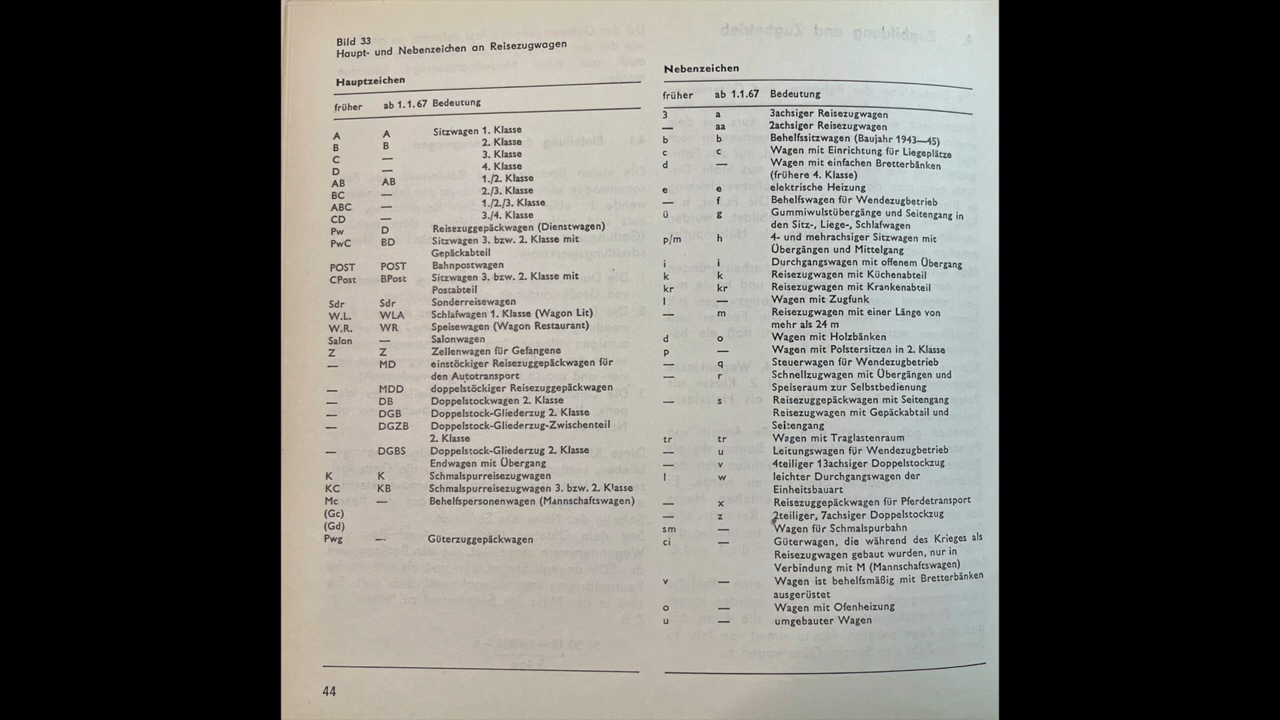 Bild 33
Haupt- und Nebenzeichen an Reisezugwagen
Hauptzeichen
früher ab 1.1.67 Bedeutung
A A Sitzwagen 1. Klasse
B B 2. Klasse
C — 3. Klasse
D — 4. Klasse
AB AB 1./2. Klasse
BC — 2./3. Klasse
ABC — 1./2./3. Klasse
CD — 3./4. Klasse
Pw D Reisezuggepäckwagen (Dienstwagen)
PwC BD Sitzwagen 3. bzw. 2. Klasse mit
Gepäckabteil
POST POST Bahnpostwagen
CPost BPost Sitzwagen 3. bzw. 2. Klasse mit
Postabteil
Sdr Sdr Sonderreisewagen
W.L. WLA Schlafwagen 1. Klasse (Wagon Lit)
W.R. WR Speisewagen (Wagon Restaurant)
Salon — Salonwagen
Z Z Zellenwagen für Gefangene
— MD einstöckiger Reisezuggepäckwagen für
den Autotransport
— MDD doppelstöckiger Reisezuggepäckwagen
— DB Doppelstockwagen 2. Klasse
— DGB Doppelstock-Gliederzug 2. Klasse
— DGZB Doppelstock-Gliederzug-Zwischenteil
2. Klasse
— DGBS Doppelstock-Gliederzug 2. Klasse
Endwagen mit Übergang
K K Schmalspurreisezugwagen
KC KB Schmalspurreisezugwagen 3. bzw. 2. Klasse
Mc — Behelfspersonenwagen (Mannschaftswagen)
(Gc)
(Gd)
Pwg — Güterzuggepäckwagen
44
Nebenzeichen
früher ab 1.1.67 Bedeutung
3 a 3achsiger Reisezugwagen
— aa 2achsiger Reisezugwagen
b b Behelfssitzwagen (Baujahr 1943—45)
c c Wagen mit Einrichtung für Liegeplätze
d — Wagen mit einfachen Bretterbänken
(frühere 4. Klasse)
e e elektrische Heizung
— f Behelfswagen für Wendezugbetrieb
ü g Gummiwulstübergänge und Seitengang in
den Sitz-, Liege-, Schlafwagen
p/m h 4- und mehrachsiger Sitzwagen mit
Übergängen und Mittelgang
i i Durchgangswagen mit offenem Übergang
k k Reisezugwagen mit Küchenabteil
kr kr Reisezugwagen mit Krankenabteil
l — Wagen mit Zugfunk
— m Reisezugwagen mit einer Länge von
mehr als 24 m
d o Wagen mit Holzbänken
p — Wagen mit Polstersitzen in 2. Klasse
— q Steuerwagen für Wendezugbetrieb
— r Schnellzugwagen mit Übergängen und
Speiseraum zur Selbstbedienung
— s Reisezuggepäckwagen mit Seitengang
Reisezugwagen mit Gepäckabtail und
Seitengang
tr tr Wagen mit Traglastenraum
— u Leitungswagen für Wendezugbetrieb
— v 4teiliger 13achsiger Doppelstockzug
l w leichter Durchgangswagen der
Einheitsbauart
— x Reisezuggepäckwagen für Pferdetransport
— z 2teiliger, 7achsiger Doppelstockzug
sm — Wagen für Schmalspurbahn
ci — Güterwagen, die während des Krieges als
Reisezugwagen gebaut wurden, nur in
Verbindung mit M (Mannschaftswagen)
v — Wagen ist behelfsmäßig mit Bretterbänken
ausgerüstet
o — Wagen mit Ofenheizung
u — umgebauter Wagen